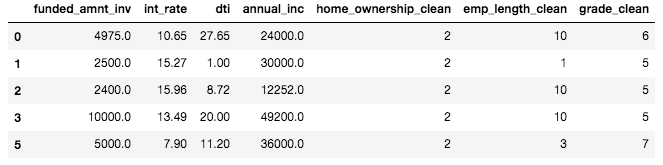 funded_amnt_inv int_rate dti annual_inc home_ownership_clean emp_length_clean grade_clean
0 4975.0 10.65 27.65 24000.0 2 10 6
1 2500.0 15.27 1.00 30000.0 2 1 5
2 2400.0 15.96 8.72 12252.0 2 10 5
3 10000.0 13.49 20.00 49200.0 2 10 5
5 5000.0 7.90 11.20 36000.0 2 3 7